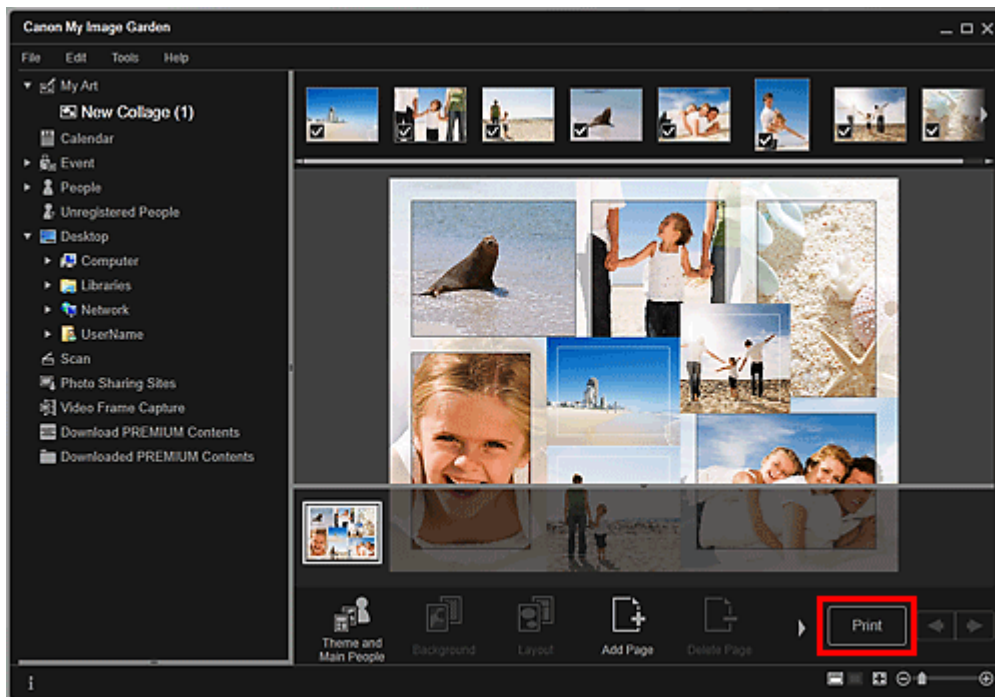 Canon My Image Garden
File Edit Tools Help
My Art
New Collage (1)
Calendar
Event
People
Unregistered People
Desktop
Computer
Libraries
Network
UserName
Scan
Photo Sharing Sites
Video Frame Capture
Download PREMIUM Contents
Downloaded PREMIUM Contents
Theme and
Main People
Background
Layout
Add Page
Delete Page
Print